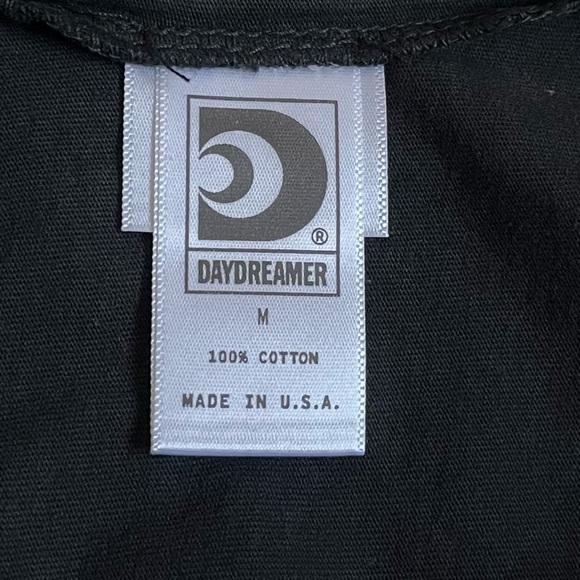 ®
DAYDREAMER
M
100% COTTON
MADE IN U.S.A.